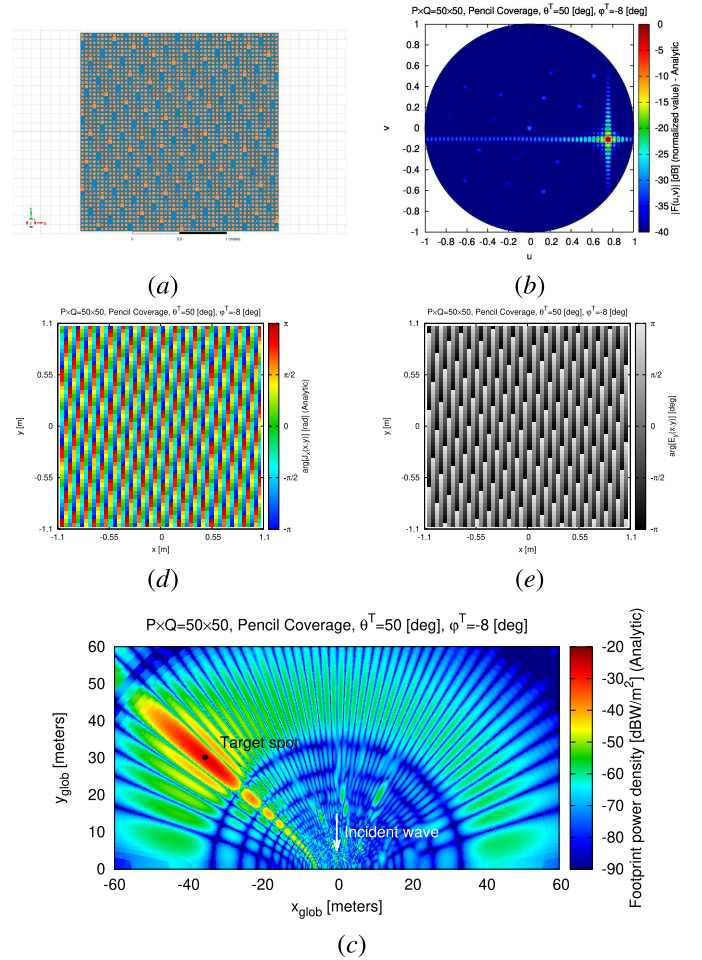 P×Q=50×50, Pencil Coverage, θᵀ=50 [deg], φᵀ=-8 [deg]
1
0.8
0.6
0.4
0.2
0
-0.2
-0.4
-0.6
-0.8
-1
v
-1 -0.8 -0.6 -0.4 -0.2 0 0.2 0.4 0.6 0.8 1
u
0
-5
-10
-15
-20
-25
-30
-35
-40
|F(u,v)| [dB] (normalized value) - Analytic
0 0.5 1 (meters)
(a)
(b)
P×Q=50×50, Pencil Coverage, θᵀ=50 [deg], φᵀ=-8 [deg]
1.1
0.55
0
-0.55
-1.1
y [m]
-1.1 -0.55 0 0.55 1.1
x [m]
π
π/2
0
-π/2
-π
arg[Jₓ(x,y)] [rad] (Analytic)
P×Q=50×50, Pencil Coverage, θᵀ=50 [deg], φᵀ=-8 [deg]
1.1
0.55
0
-0.55
-1.1
y [m]
-1.1 -0.55 0 0.55 1.1
x [m]
π
π/2
0
-π/2
-π
(d)
(e)
P×Q=50×50, Pencil Coverage, θᵀ=50 [deg], φᵀ=-8 [deg]
60
50
40
30
20
10
0
y_glob [meters]
Target spot
Incident wave
-60 -40 -20 0 20 40 60
x_glob [meters]
-20
-30
-40
-50
-60
-70
-80
-90
Footprint power density [dBW/m²] (Analytic)
(c)